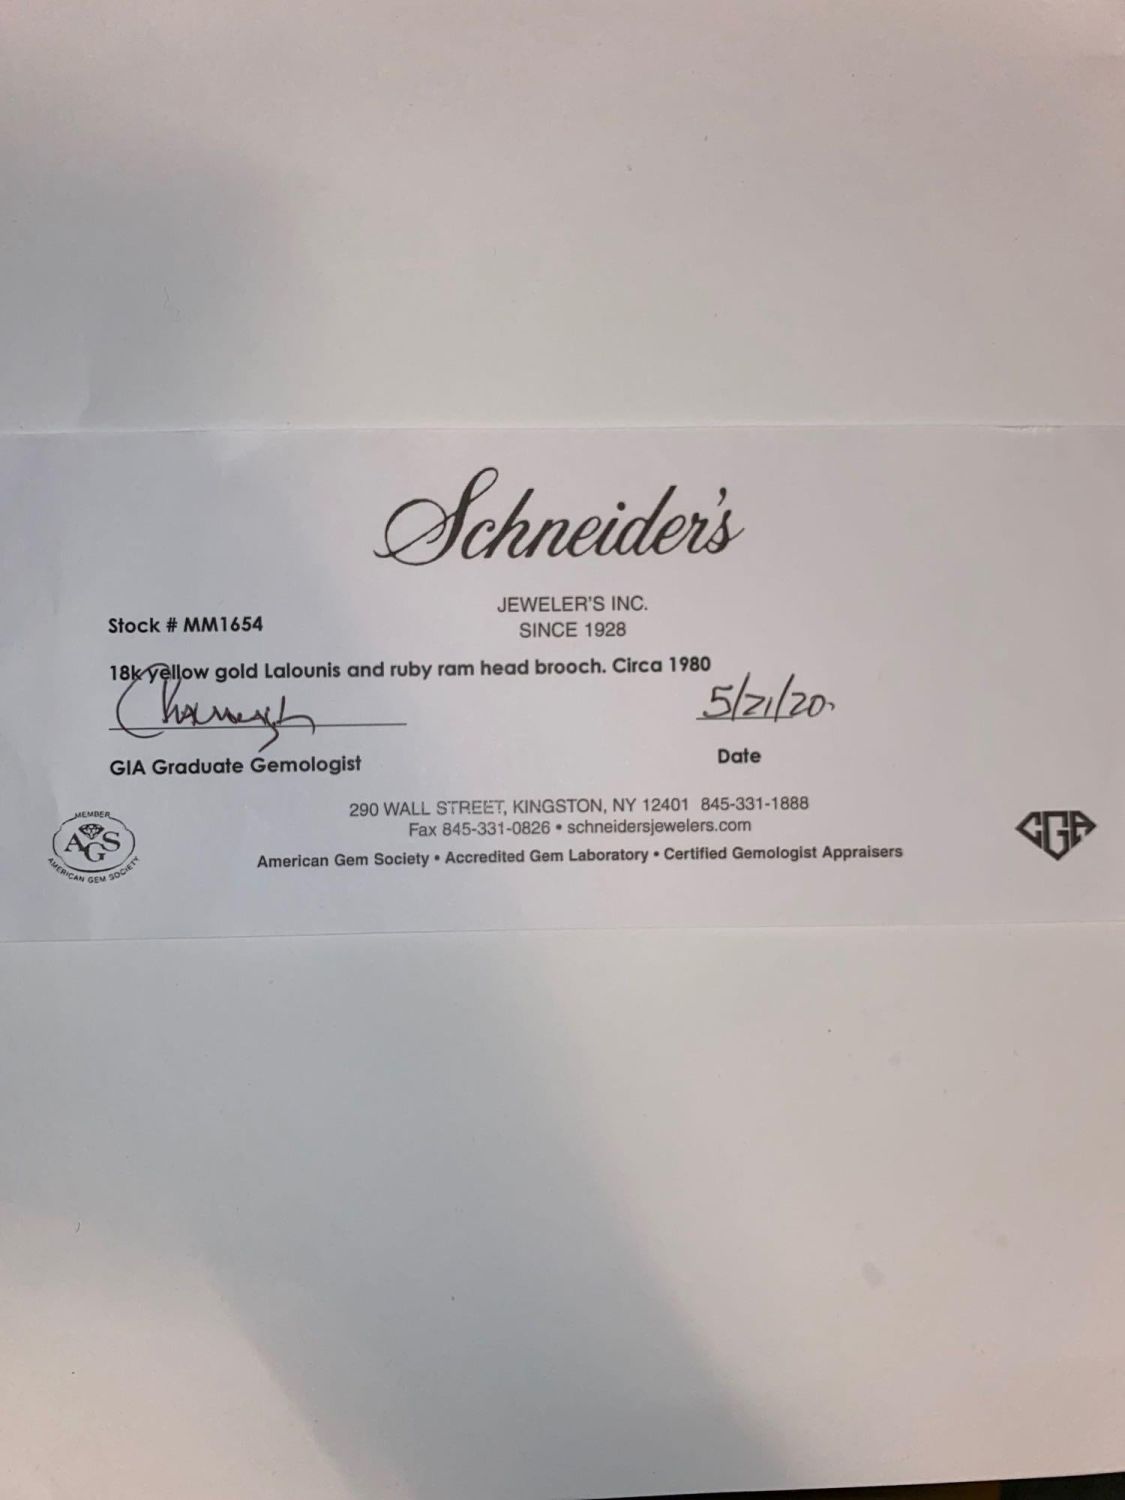 Schneider's
JEWELER'S INC.
SINCE 1928
Stock # MM1654
18k yellow gold Lalounis and ruby ram head brooch. Circa 1980
5/21/20
GIA Graduate Gemologist
Date
290 WALL STREET, KINGSTON, NY 12401 845-331-1888
Fax 845-331-0826 • schneidersjewelers.com
American Gem Society • Accredited Gem Laboratory • Certified Gemologist Appraisers
MEMBER
AGS
AMERICAN GEM SOCIETY
CGA